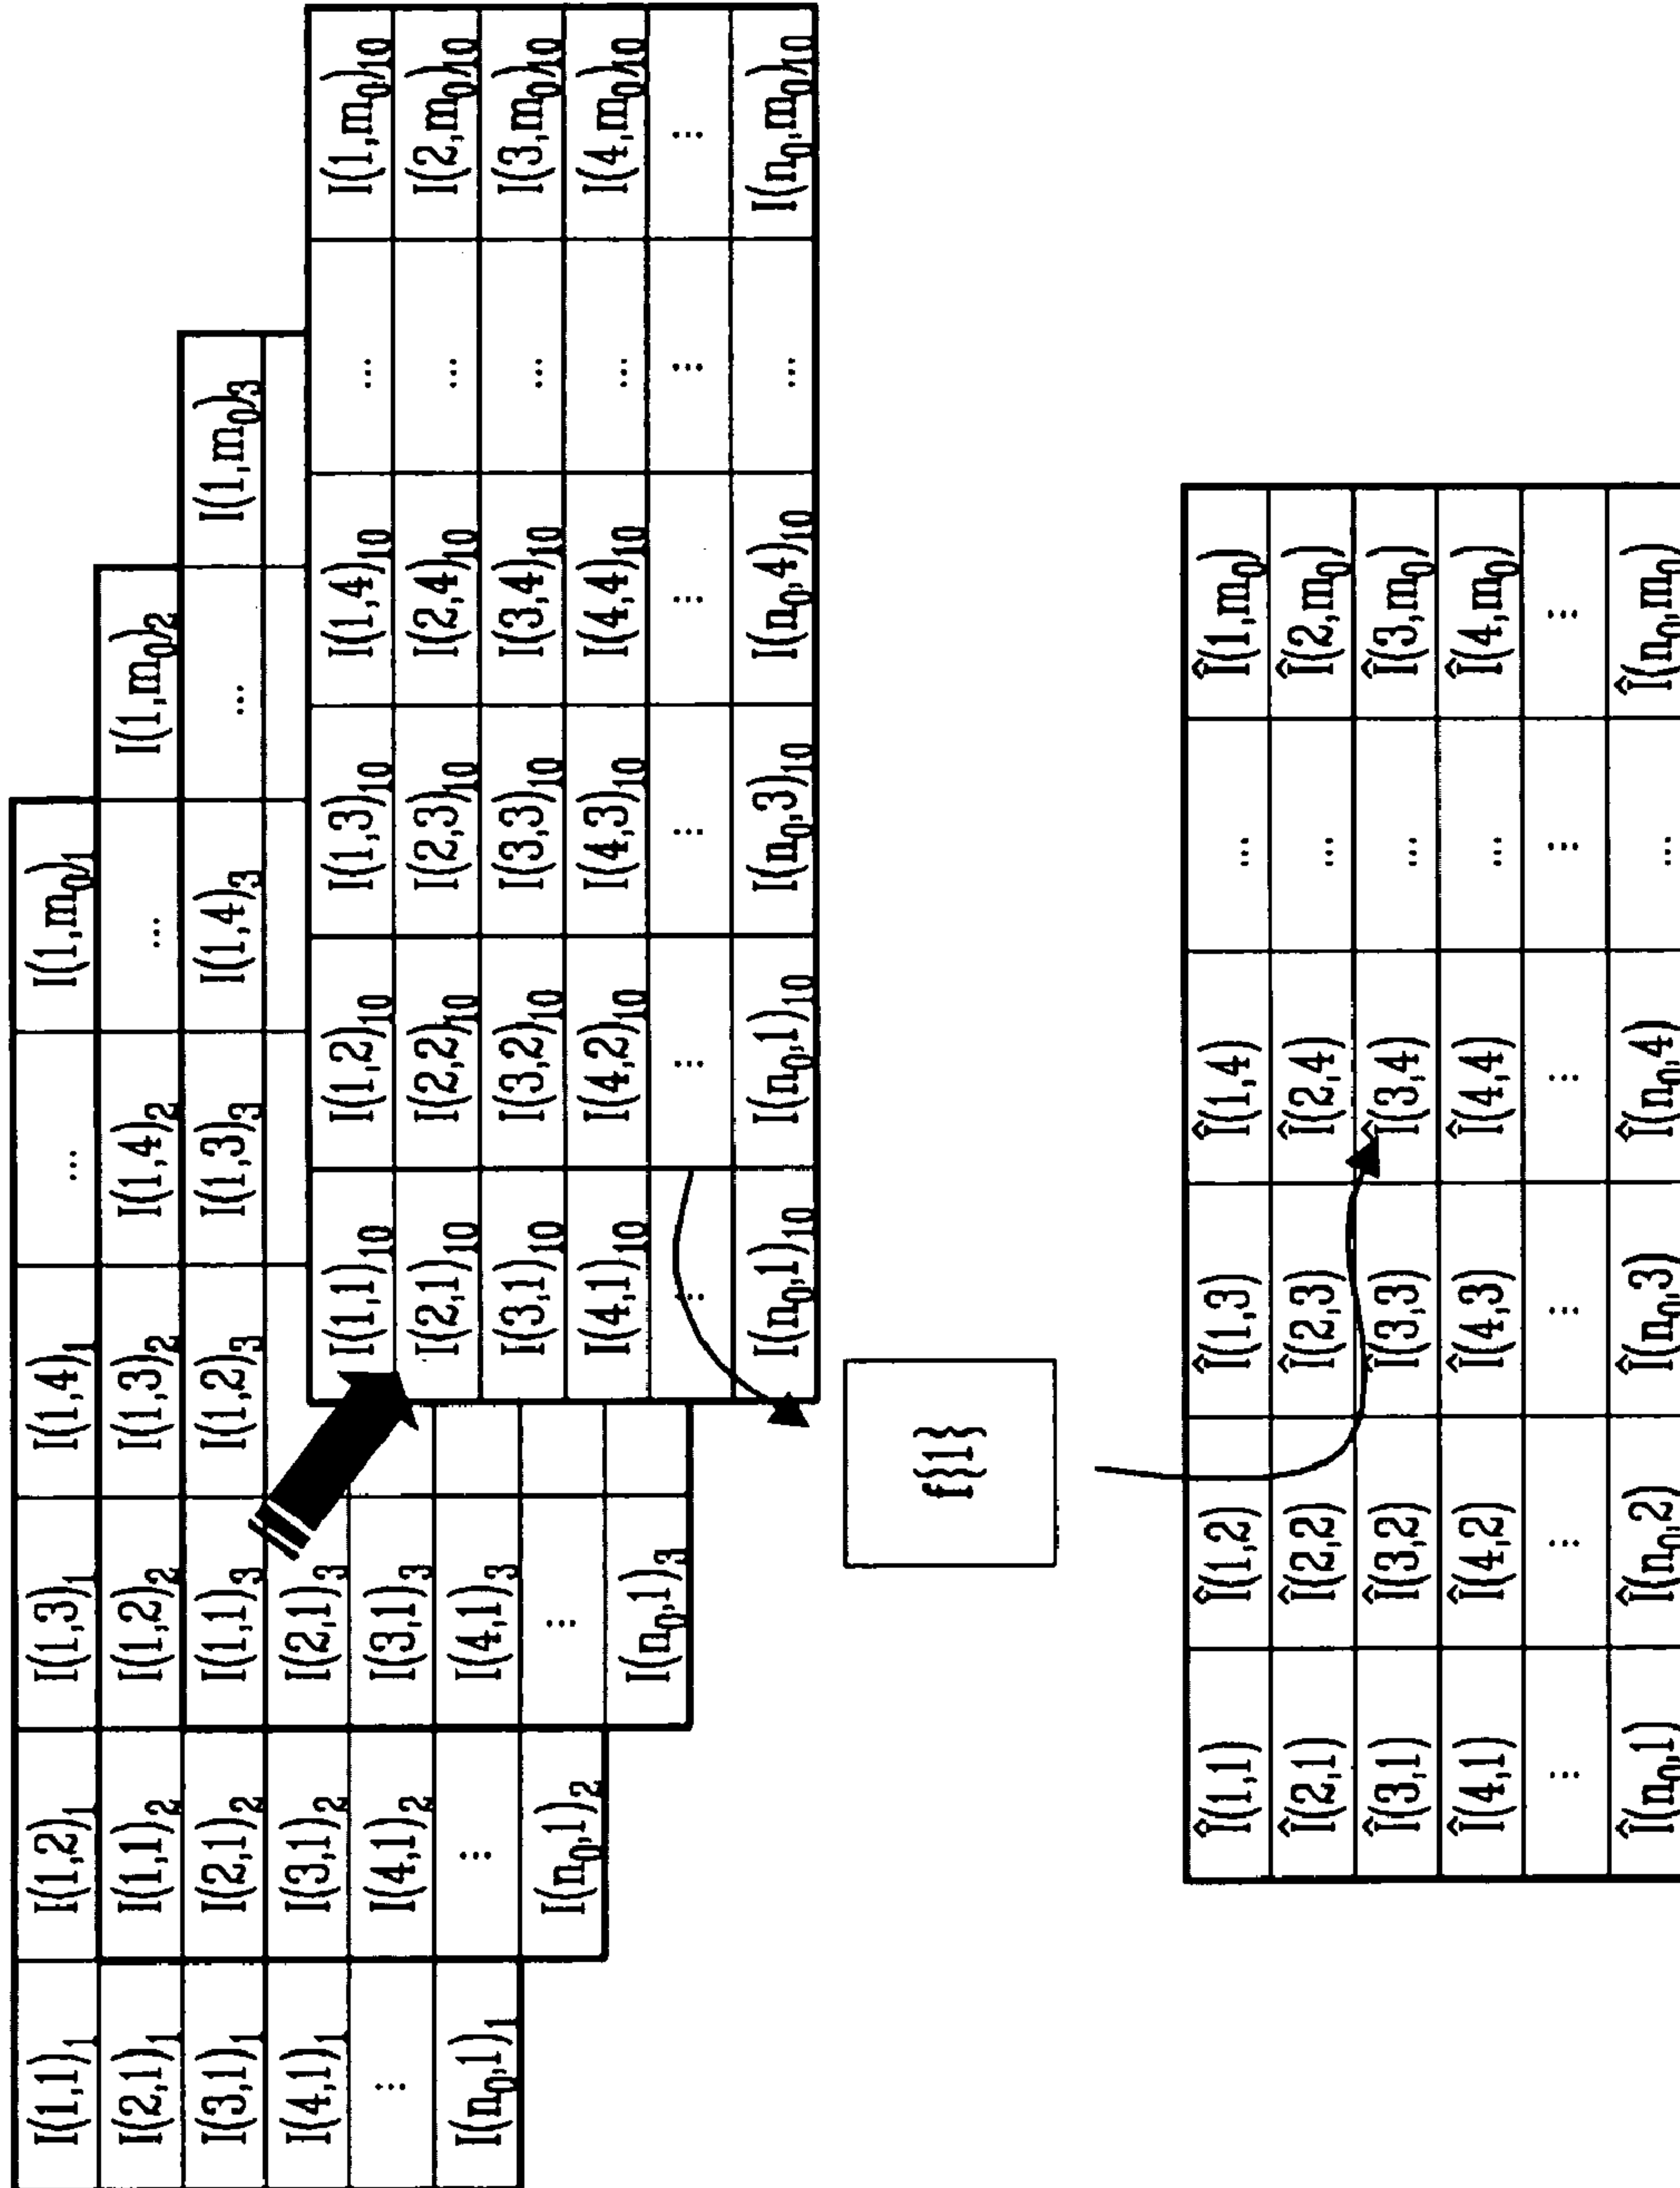 I(1,1)₁ I(1,2)₁ I(1,3)₁ I(1,4)₁ ... I(1,m₀)₁
I(2,1)₁ I(1,1)₂ I(1,2)₂ I(1,3)₂ I(1,4)₂ ... I(1,m₀)₂
I(3,1)₁ I(2,1)₂ I(1,1)₃ I(1,2)₃ I(1,3)₃ I(1,4)₃ ... I(1,m₀)₃
I(4,1)₁ I(3,1)₂ I(2,1)₃
I(1,1)₁₀ I(1,2)₁₀ I(1,3)₁₀ I(1,4)₁₀ ... I(1,m₀)₁₀
⋮ I(4,1)₂ I(3,1)₃
I(2,1)₁₀ I(2,2)₁₀ I(2,3)₁₀ I(2,4)₁₀ ... I(2,m₀)₁₀
I(n₀,1)₁ ⋮ I(4,1)₃
I(3,1)₁₀ I(3,2)₁₀ I(3,3)₁₀ I(3,4)₁₀ ... I(3,m₀)₁₀
I(n₀,1)₂ ⋮
I(4,1)₁₀ I(4,2)₁₀ I(4,3)₁₀ I(4,4)₁₀ ... I(4,m₀)₁₀
I(n₀,1)₃
⋮ ⋮ ⋮ ⋮ ⋮ ⋮
I(n₀,1)₁₀ I(n₀,1)₁₀ I(n₀,3)₁₀ I(n₀,4)₁₀ ... I(n₀,m₀)₁₀
f{1}
Î(1,1) Î(1,2) Î(1,3) Î(1,4) ... Î(1,m₀)
Î(2,1) Î(2,2) Î(2,3) Î(2,4) ... Î(2,m₀)
Î(3,1) Î(3,2) Î(3,3) Î(3,4) ... Î(3,m₀)
Î(4,1) Î(4,2) Î(4,3) Î(4,4) ... Î(4,m₀)
⋮ ⋮ ⋮ ⋮ ⋮ ⋮
Î(n₀,1) Î(n₀,2) Î(n₀,3) Î(n₀,4) ... Î(n₀,m₀)